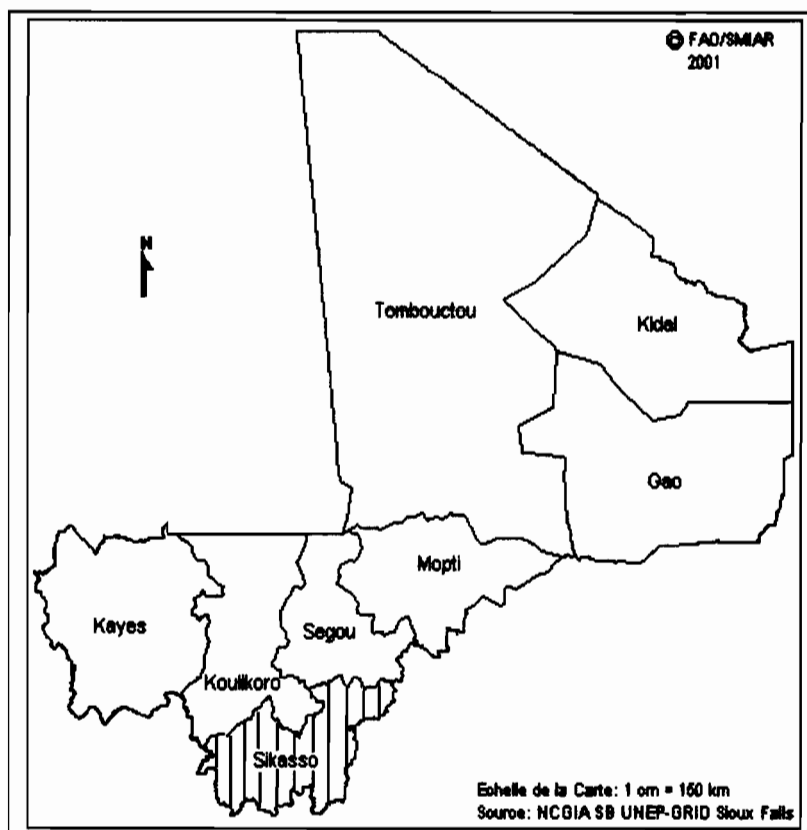 © FAO/SMIAR
2001
N
Tombouctou
Kidal
Gao
Mopti
Kayes
Segou
Koulikoro
Sikasso
Echelle de la Carte: 1 cm = 150 km
Source: NCGIA SB UNEP-GRID Sioux Falls